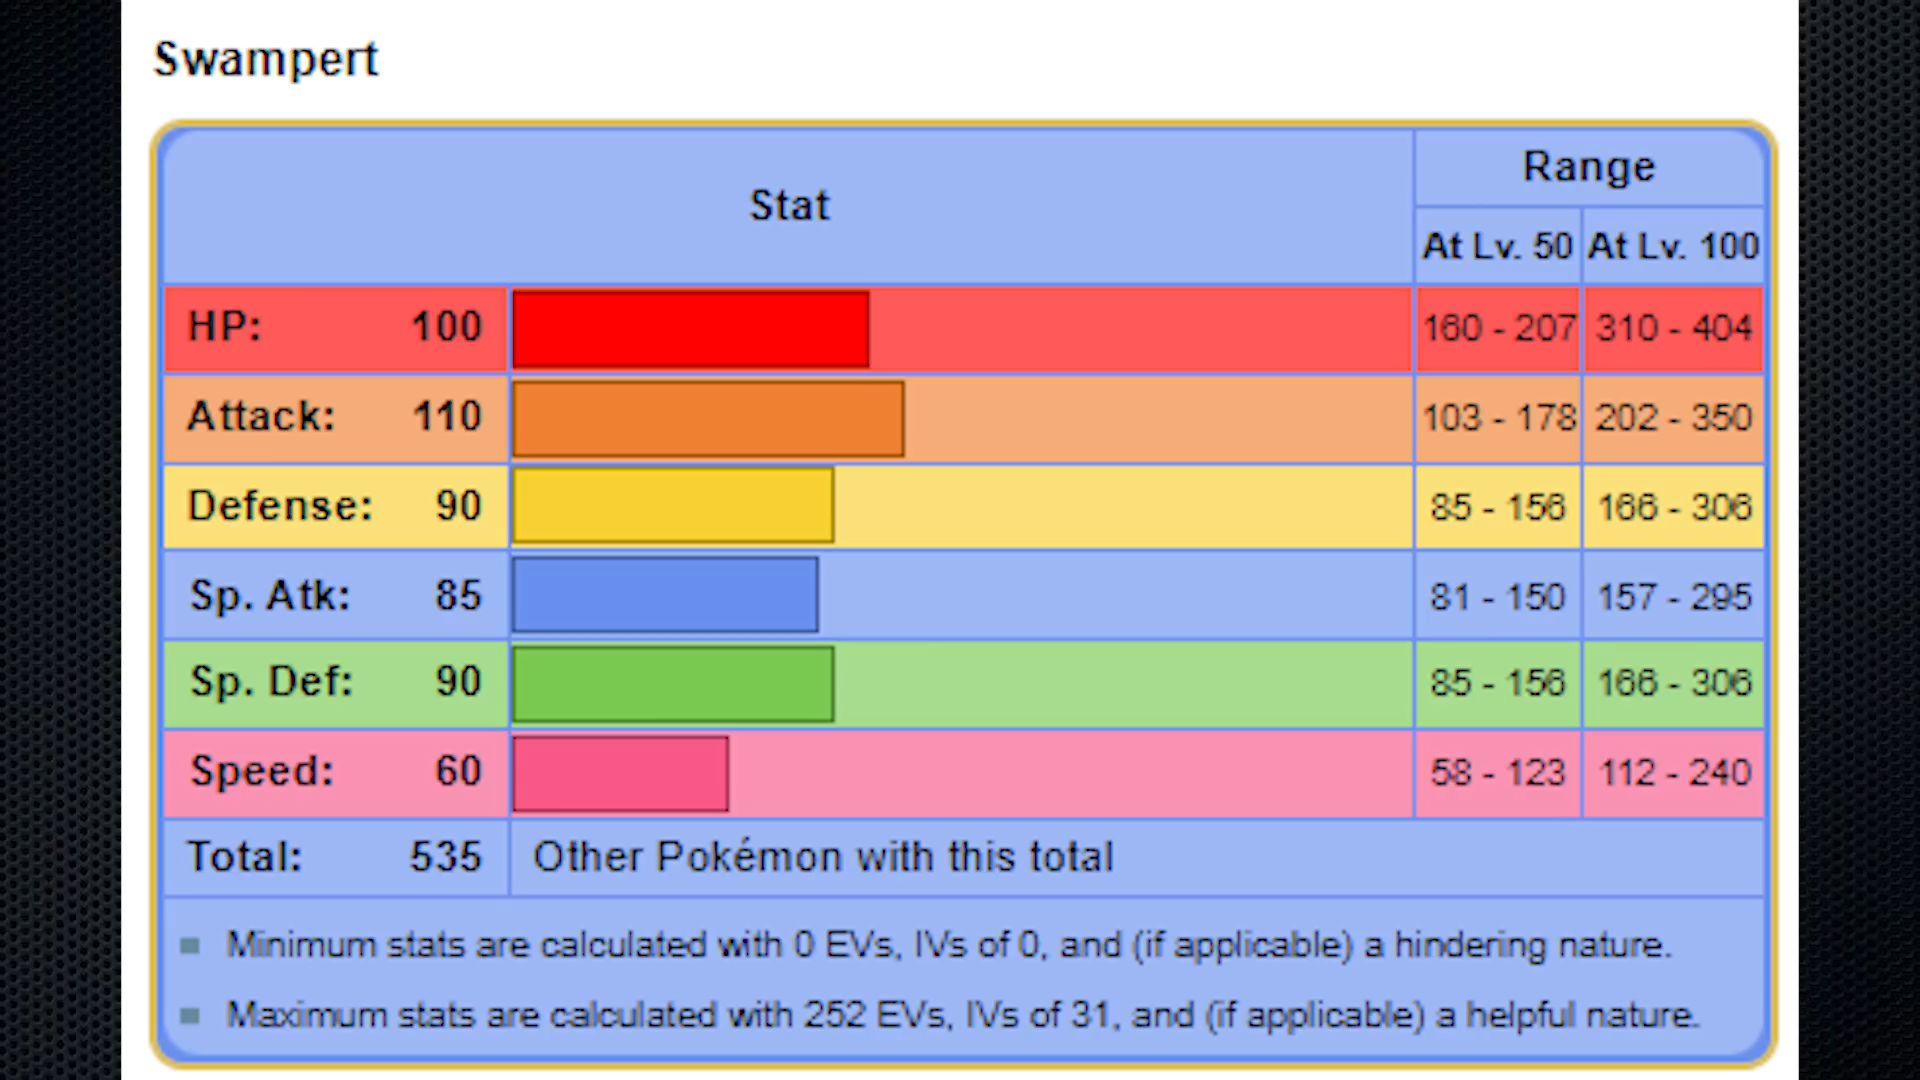 Swampert
Stat
Range
At Lv. 50 At Lv. 100
HP: 100 160 - 207 310 - 404
Attack: 110 103 - 178 202 - 350
Defense: 90 85 - 156 166 - 306
Sp. Atk: 85 81 - 150 157 - 295
Sp. Def: 90 85 - 156 166 - 306
Speed: 60 58 - 123 112 - 240
Total: 535 Other Pokémon with this total
Minimum stats are calculated with 0 EVs, IVs of 0, and (if applicable) a hindering nature.
Maximum stats are calculated with 252 EVs, IVs of 31, and (if applicable) a helpful nature.